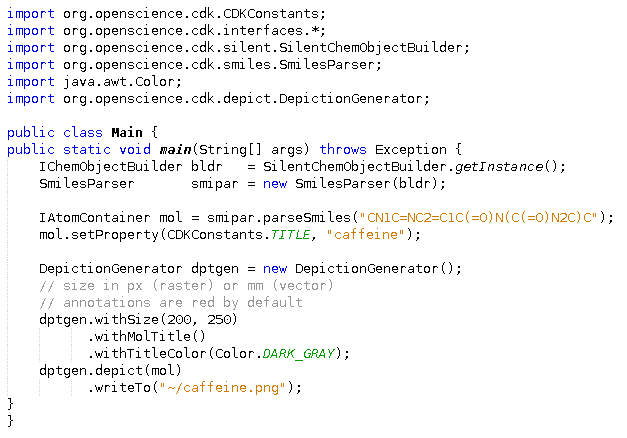 import org.openscience.cdk.CDKConstants;
import org.openscience.cdk.interfaces.*;
import org.openscience.cdk.silent.SilentChemObjectBuilder;
import org.openscience.cdk.smiles.SmilesParser;
import java.awt.Color;
import org.openscience.cdk.depict.DepictionGenerator;

public class Main {
public static void main(String[] args) throws Exception {
    IChemObjectBuilder bldr   = SilentChemObjectBuilder.getInstance();
    SmilesParser       smipar = new SmilesParser(bldr);

    IAtomContainer mol = smipar.parseSmiles("CN1C=NC2=C1C(=O)N(C(=O)N2C)C");
    mol.setProperty(CDKConstants.TITLE, "caffeine");

    DepictionGenerator dptgen = new DepictionGenerator();
    // size in px (raster) or mm (vector)
    // annotations are red by default
    dptgen.withSize(200, 250)
          .withMolTitle()
          .withTitleColor(Color.DARK_GRAY);
    dptgen.depict(mol)
          .writeTo("~/caffeine.png");
}
}